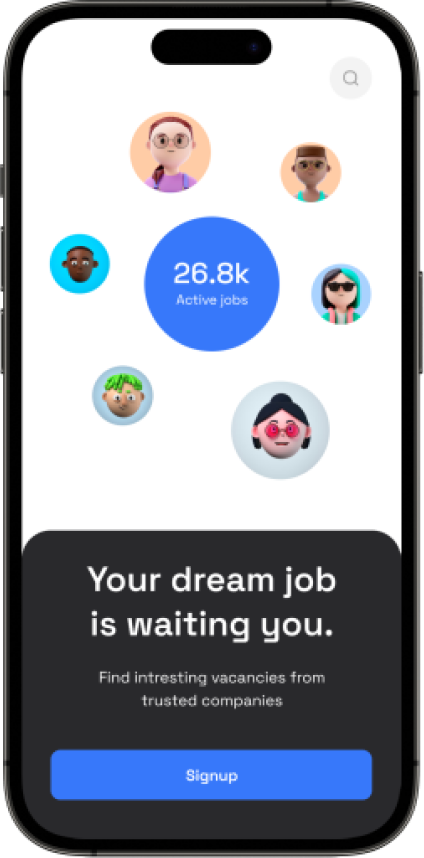 26.8k
Active jobs
Your dream job
is waiting you.
Find intresting vacancies from
trusted companies
Signup